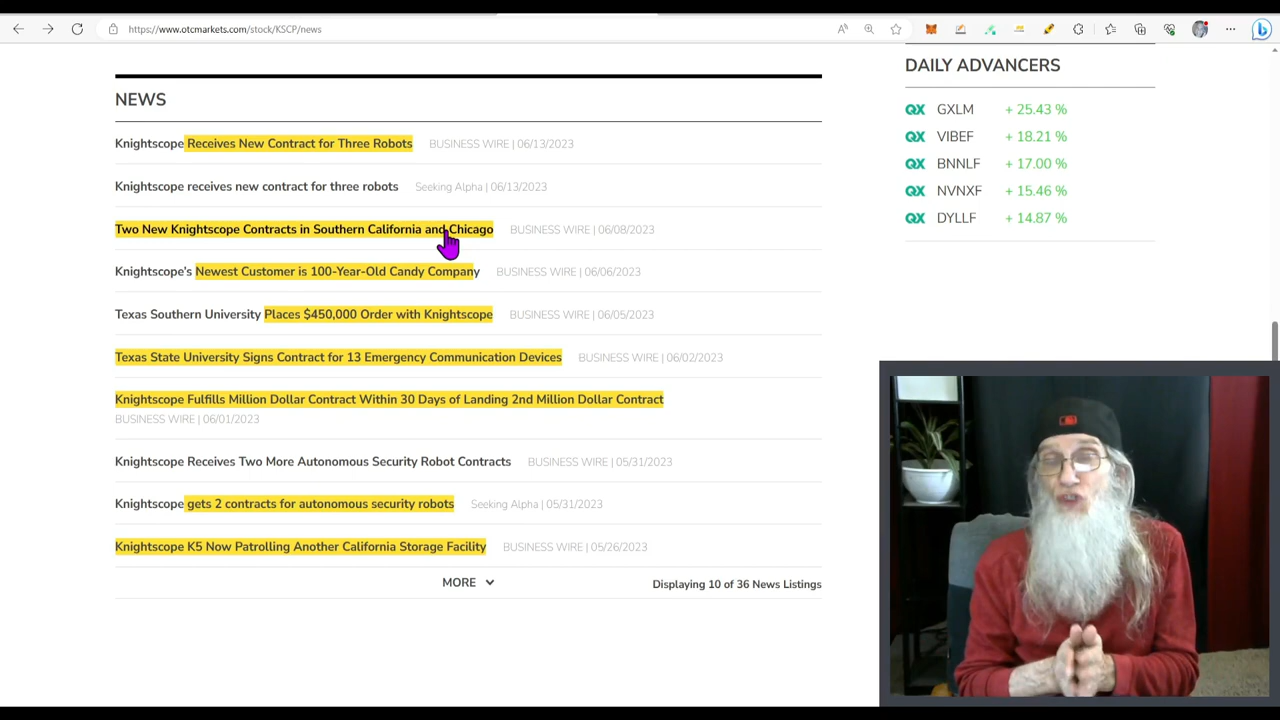 https://www.otcmarkets.com/stock/KSCP/news
NEWS
Knightscope Receives New Contract for Three Robots BUSINESS WIRE | 06/13/2023
Knightscope receives new contract for three robots Seeking Alpha | 06/13/2023
Two New Knightscope Contracts in Southern California and Chicago BUSINESS WIRE | 06/08/2023
Knightscope's Newest Customer is 100-Year-Old Candy Company BUSINESS WIRE | 06/06/2023
Texas Southern University Places $450,000 Order with Knightscope BUSINESS WIRE | 06/05/2023
Texas State University Signs Contract for 13 Emergency Communication Devices BUSINESS WIRE | 06/02/2023
Knightscope Fulfills Million Dollar Contract Within 30 Days of Landing 2nd Million Dollar Contract
BUSINESS WIRE | 06/01/2023
Knightscope Receives Two More Autonomous Security Robot Contracts BUSINESS WIRE | 05/31/2023
Knightscope gets 2 contracts for autonomous security robots Seeking Alpha | 05/31/2023
Knightscope K5 Now Patrolling Another California Storage Facility BUSINESS WIRE | 05/26/2023
MORE
Displaying 10 of 36 News Listings
DAILY ADVANCERS
QX GXLM + 25.43 %
QX VIBEF + 18.21 %
QX BNNLF + 17.00 %
QX NVNXF + 15.46 %
QX DYLLF + 14.87 %